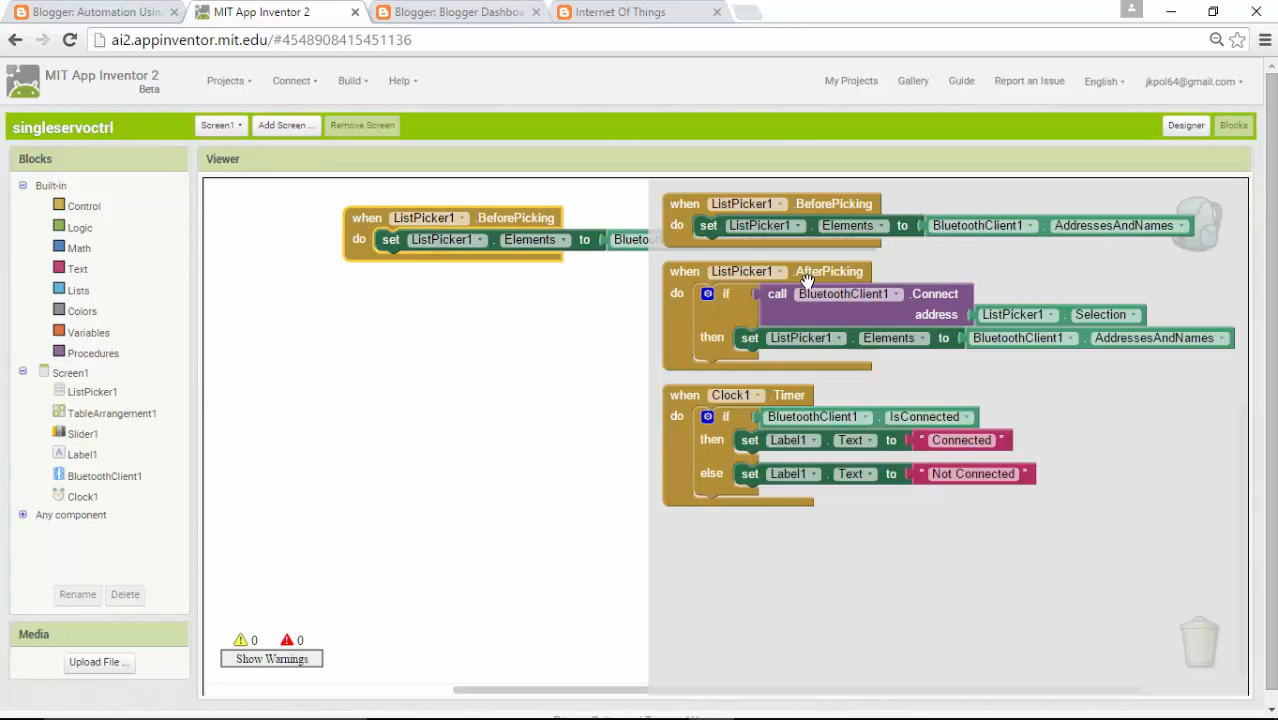 Blogger: Automation Usin
MIT App Inventor 2
Blogger: Blogger Dashbo
Internet Of Things
ai2.appinventor.mit.edu/#4548908415451136
MIT App Inventor 2
Beta
Projects
Connect
Build
Help
My Projects
Gallery
Guide
Report an Issue
English
jkpol64@gmail.com
singleservoctrl
Screen1
Add Screen ...
Remove Screen
Designer
Blocks
Blocks
Viewer
Built-in
Control
Logic
Math
Text
Lists
Colors
Variables
Procedures
Screen1
ListPicker1
TableArrangement1
Slider1
Label1
BluetoothClient1
Clock1
Any component
Rename
Delete
Media
Upload File ...
when ListPicker1 .BeforePicking
do set ListPicker1 . Elements to Blueto
when ListPicker1 .BeforePicking
do set ListPicker1 . Elements to BluetoothClient1 . AddressesAndNames
when ListPicker1 .AfterPicking
do if call BluetoothClient1 .Connect
address ListPicker1 . Selection
then set ListPicker1 . Elements to BluetoothClient1 . AddressesAndNames
when Clock1 .Timer
do if BluetoothClient1 . IsConnected
then set Label1 . Text to " Connected "
else set Label1 . Text to " Not Connected "
0 0
Show Warnings